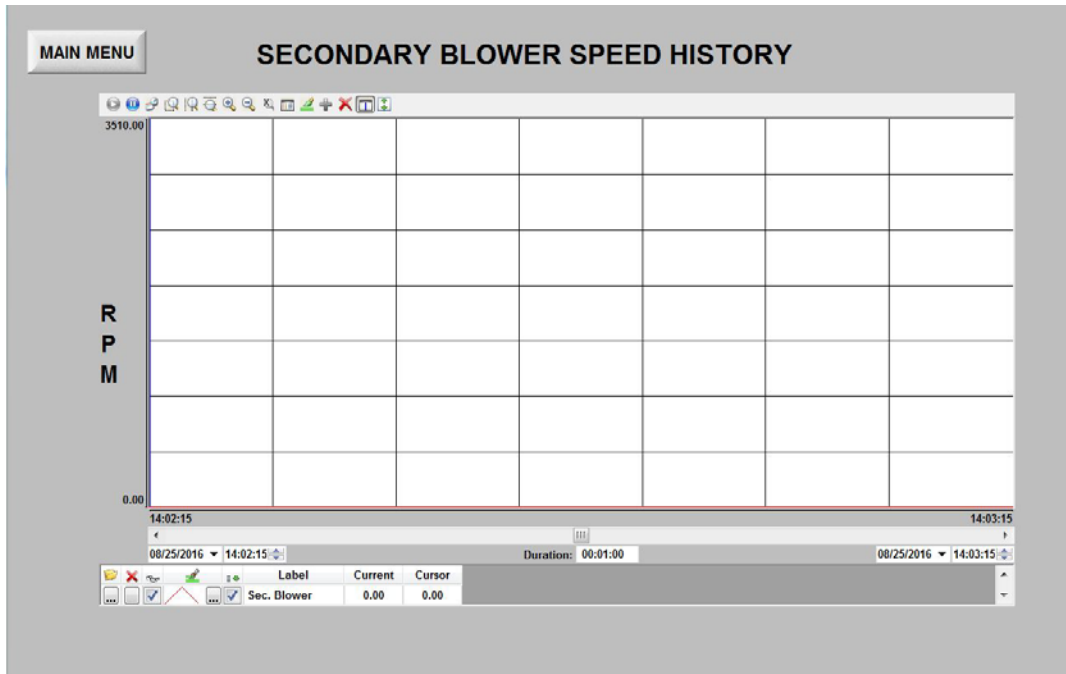 MAIN MENU
SECONDARY BLOWER SPEED HISTORY
3510.00
R
P
M
0.00
14:02:15 14:03:15
08/25/2016 14:02:15 Duration: 00:01:00 08/25/2016 14:03:15
Label Current Cursor
... ... Sec. Blower 0.00 0.00